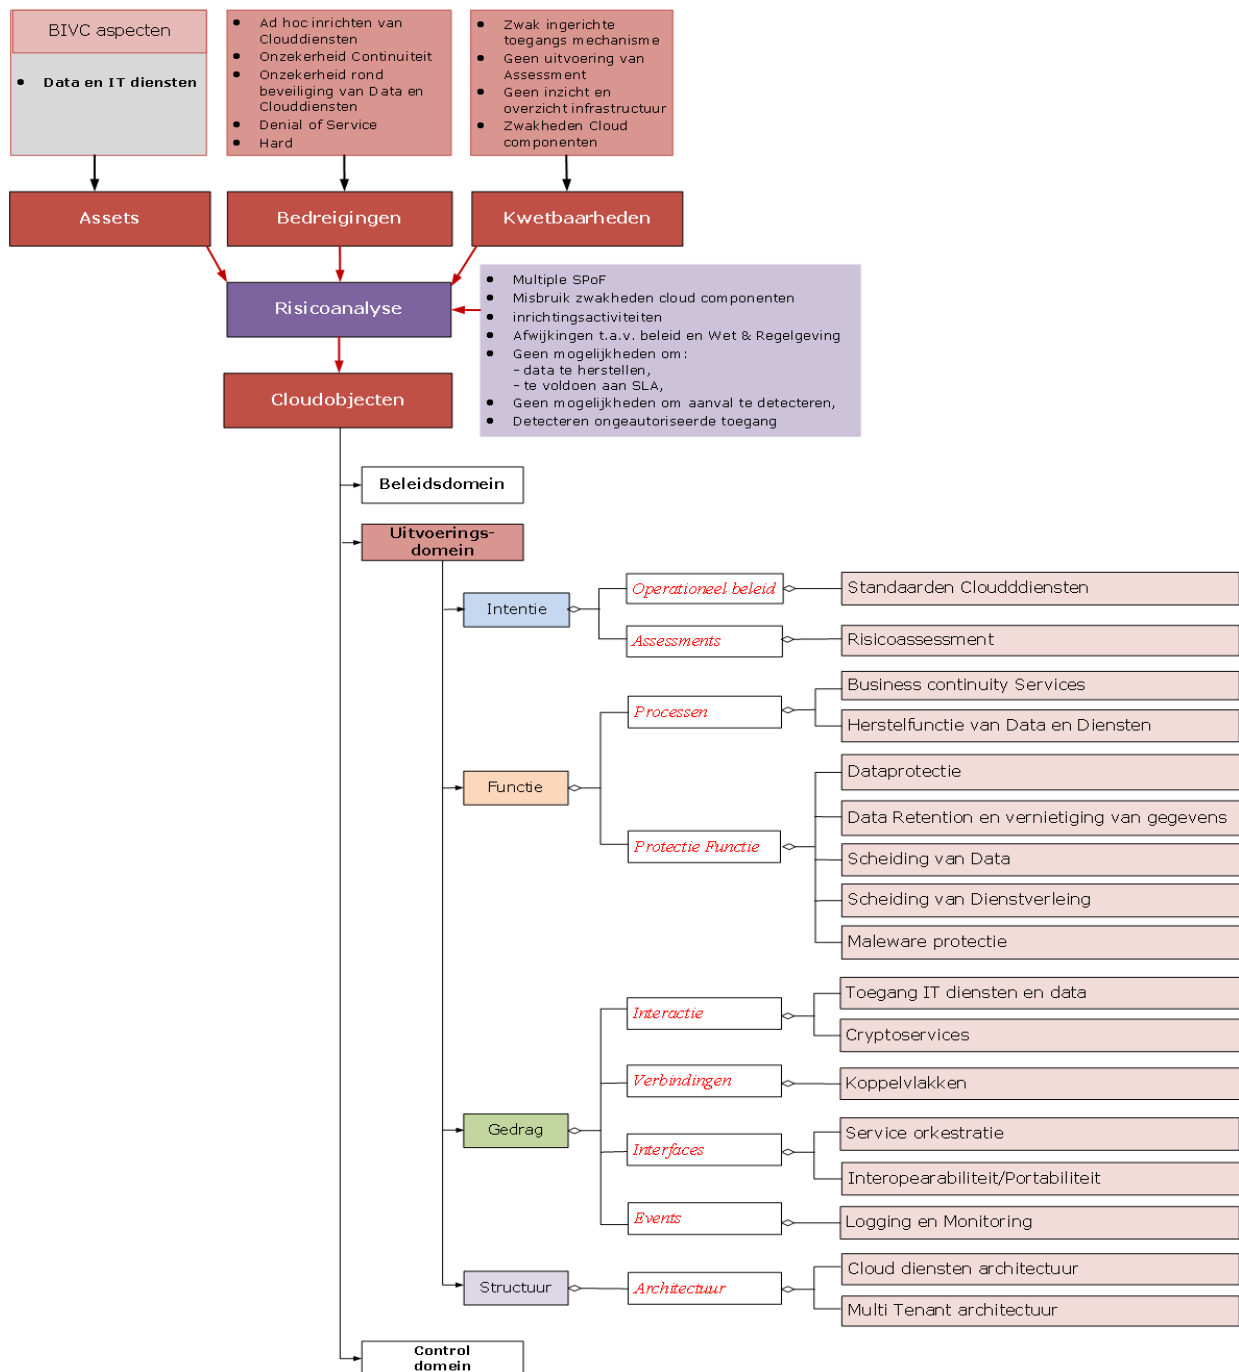 BIVC aspecten
• Data en IT diensten
• Ad hoc inrichten van
Clouddiensten
• Onzekerheid Continuiteit
• Onzekerheid rond
beveiliging van Data en
Clouddiensten
• Denial of Service
• Hard
• Zwak ingerichte
toegangs mechanisme
• Geen uitvoering van
Assessment
• Geen inzicht en
overzicht infrastructuur
• Zwakheden Cloud
componenten
Assets
Bedreigingen
Kwetbaarheden
Risicoanalyse
• Multiple SPoF
• Misbruik zwakheden cloud componenten
• inrichtingsactiviteiten
• Afwijkingen t.a.v. beleid en Wet & Regelgeving
• Geen mogelijkheden om:
– data te herstellen,
– te voldoen aan SLA,
• Geen mogelijkheden om aanval te detecteren,
• Detecteren ongeautoriseerde toegang
Cloudobjecten
Beleidsdomein
Uitvoerings-
domein
Intentie
Operationeel beleid
Standaarden Cloudddiensten
Assessments
Risicoassessment
Functie
Processen
Business continuity Services
Herstelfunctie van Data en Diensten
Protectie Functie
Dataprotectie
Data Retention en vernietiging van gegevens
Scheiding van Data
Scheiding van Dienstverleing
Maleware protectie
Gedrag
Interactie
Toegang IT diensten en data
Cryptoservices
Verbindingen
Koppelvlakken
Interfaces
Service orkestratie
Interopearabiliteit/Portabiliteit
Events
Logging en Monitoring
Structuur
Architectuur
Cloud diensten architectuur
Multi Tenant architectuur
Control
domein